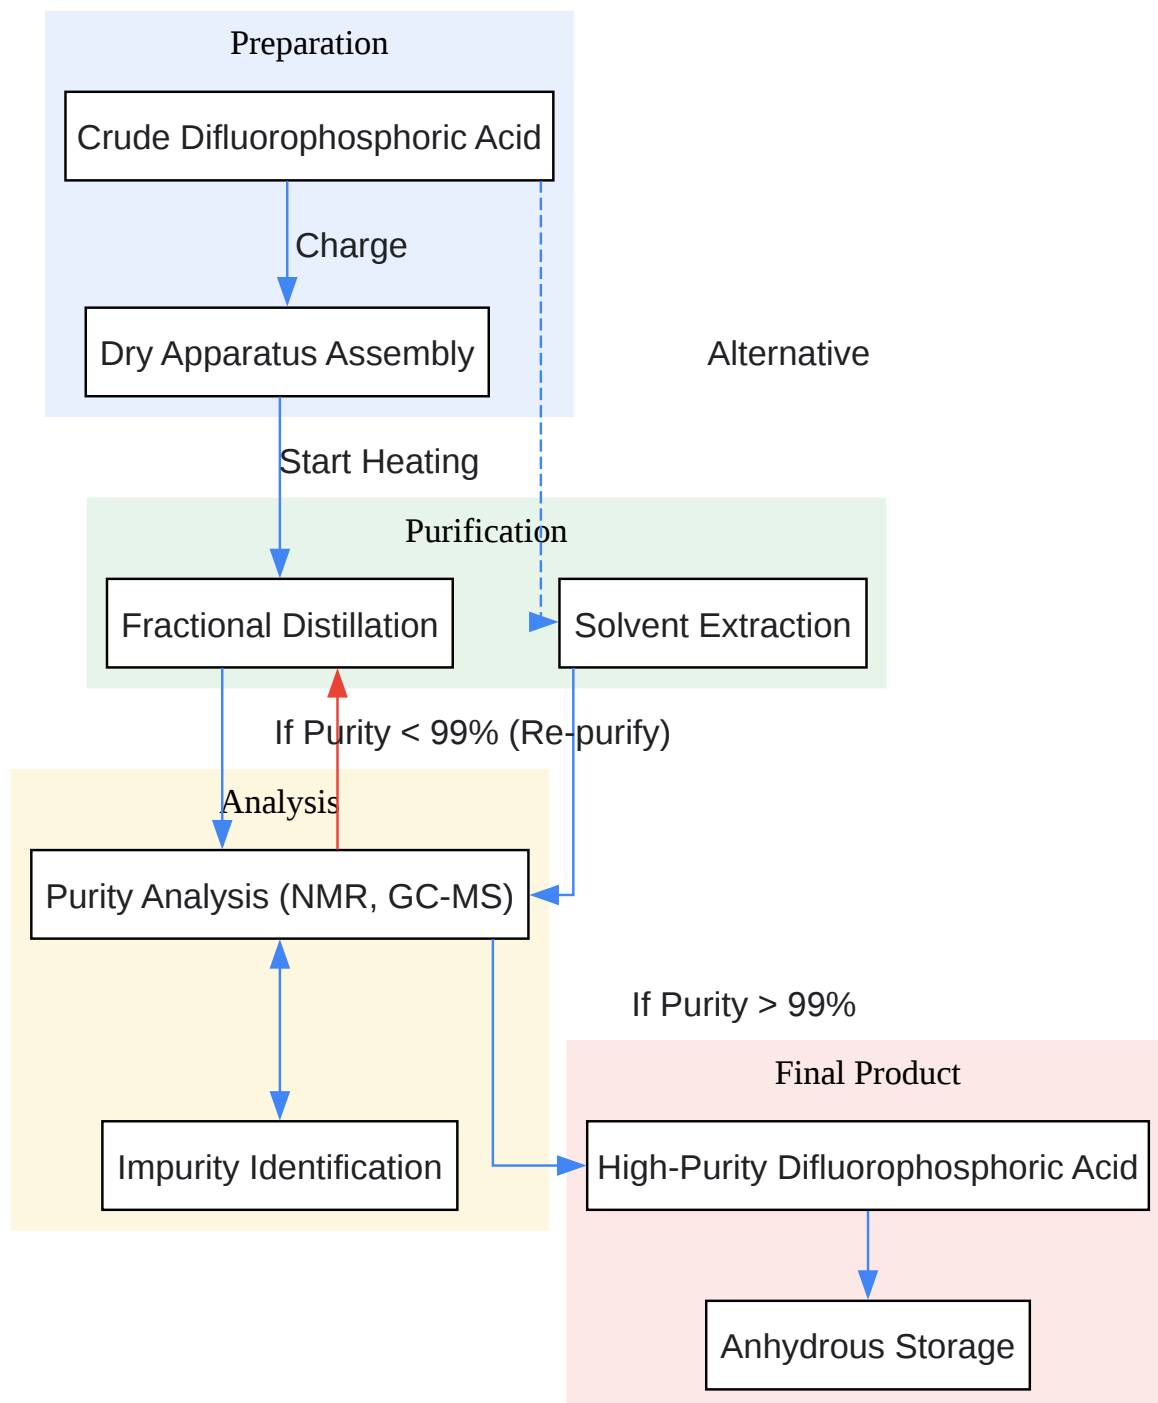 Preparation
Crude Difluorophosphoric Acid
Charge
Dry Apparatus Assembly
Alternative
Start Heating
Purification
Fractional Distillation
Solvent Extraction
If Purity < 99% (Re-purify)
Analysis
Purity Analysis (NMR, GC-MS)
If Purity > 99%
Final Product
Impurity Identification
High-Purity Difluorophosphoric Acid
Anhydrous Storage